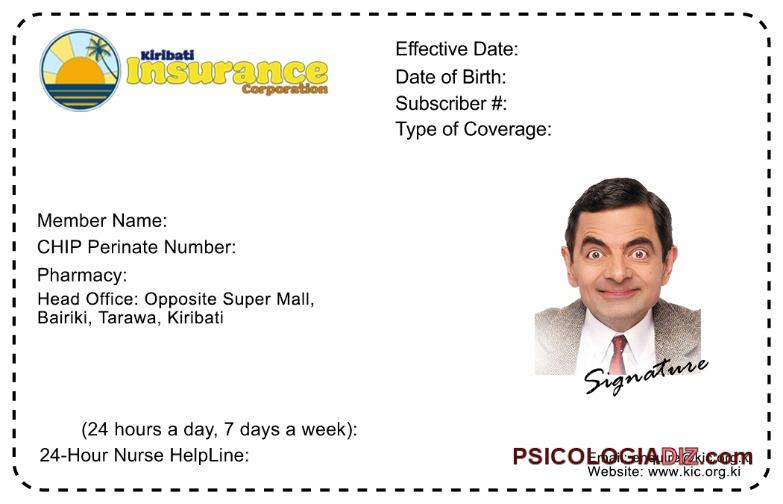 Kiribati
Insurance
Corporation
Effective Date:
Date of Birth:
Subscriber #:
Type of Coverage:
Member Name:
CHIP Perinate Number:
Pharmacy:
Head Office: Opposite Super Mall,
Bairiki, Tarawa, Kiribati
Signature
(24 hours a day, 7 days a week):
24-Hour Nurse HelpLine:
PSICOLOGIADIZ.com
Email:
Website: www.kic.org.ki